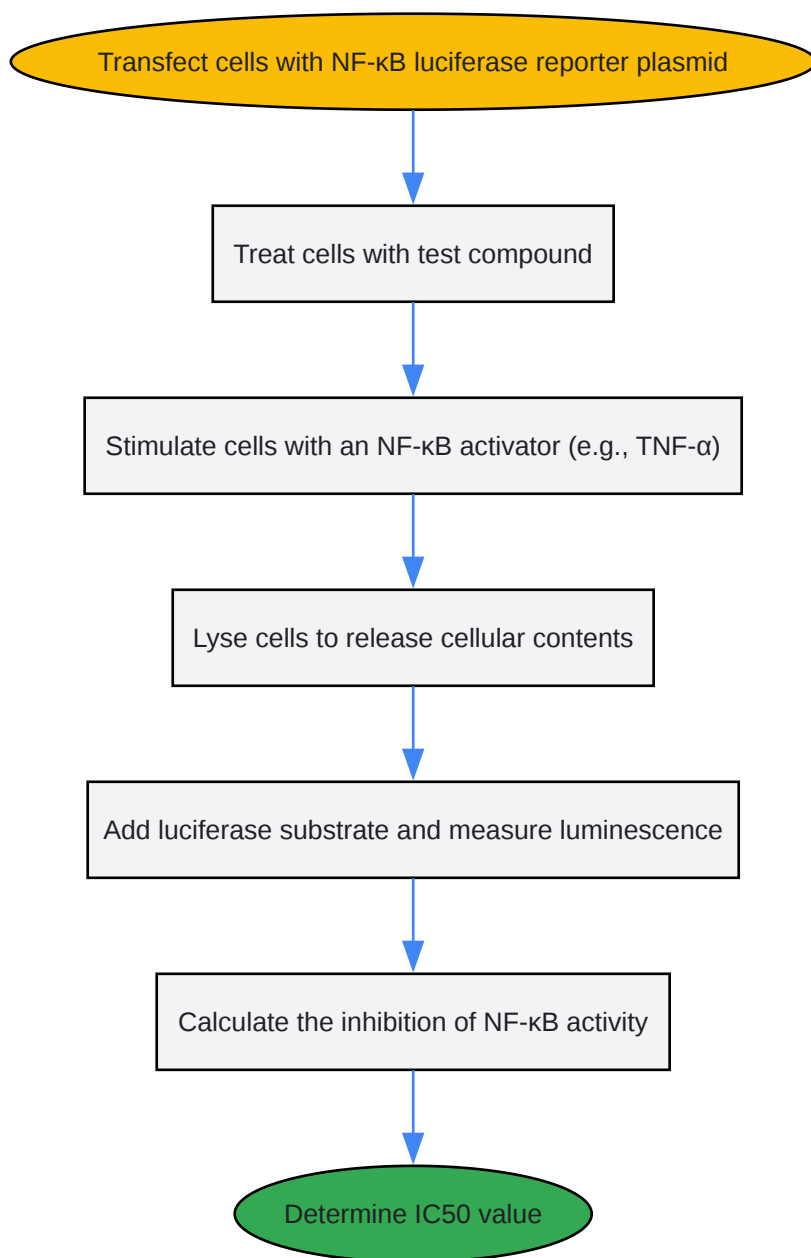 Transfect cells with NF-κB luciferase reporter plasmid
Treat cells with test compound
Stimulate cells with an NF-κB activator (e.g., TNF-α)
Lyse cells to release cellular contents
Add luciferase substrate and measure luminescence
Calculate the inhibition of NF-κB activity
Determine IC50 value